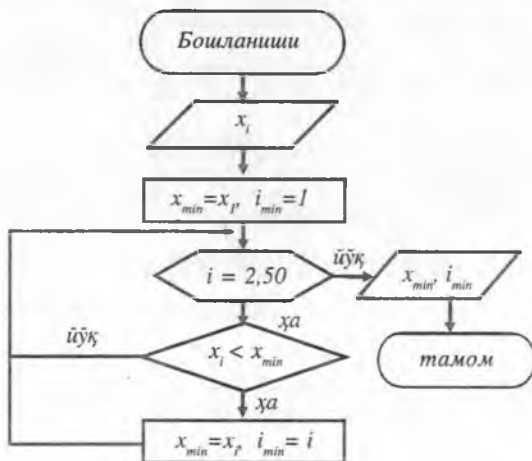 Бошланиши
x_i
x_min=x_1, i_min=1
i = 2,50
йўқ
x_min, i_min
ҳа
йўқ
x_i < x_min
тамом
ҳа
x_min=x_i, i_min= i